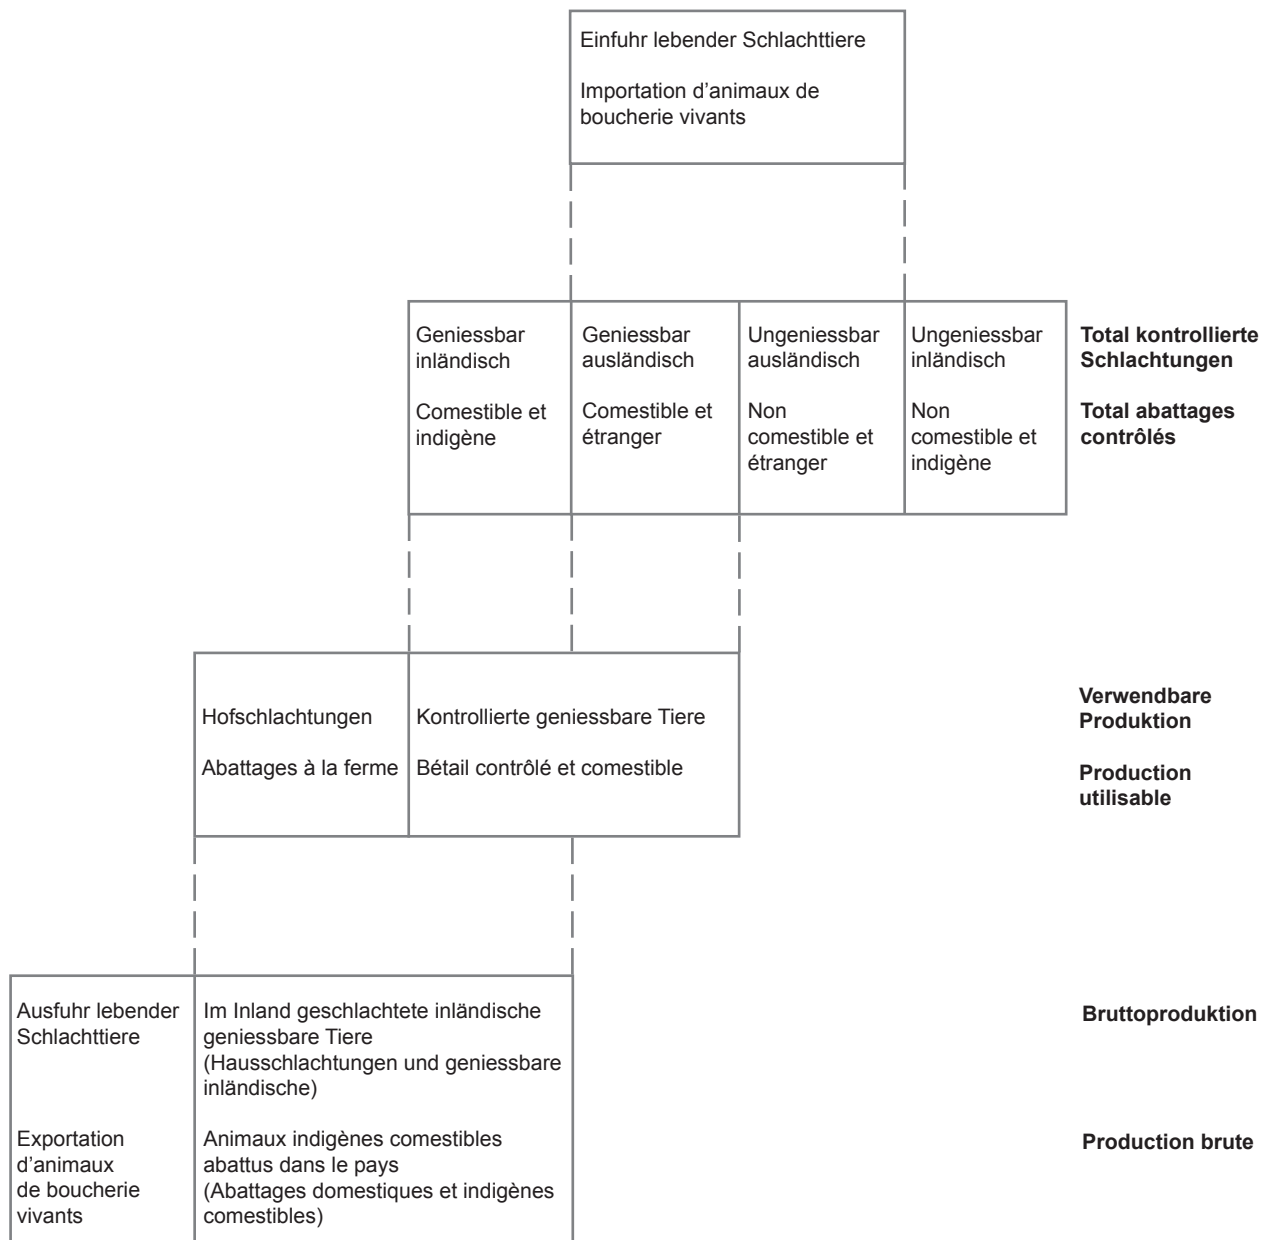 Einfuhr lebender Schlachttiere
Importation d'animaux de
boucherie vivants
Geniessbar
inländisch
Comestible et
indigène
Geniessbar
ausländisch
Comestible et
étranger
Ungeniessbar
ausländisch
Non
comestible et
étranger
Ungeniessbar
inländisch
Non
comestible et
indigène
Total kontrollierte
Schlachtungen
Total abattages
contrôlés
Hofschlachtungen
Abattages à la ferme
Kontrollierte geniessbare Tiere
Bétail contrôlé et comestible
Verwendbare
Produktion
Production
utilisable
Ausfuhr lebender
Schlachttiere
Exportation
d'animaux
de boucherie
vivants
Im Inland geschlachtete inländische
geniessbare Tiere
(Hausschlachtungen und geniessbare
inländische)
Animaux indigènes comestibles
abattus dans le pays
(Abattages domestiques et indigènes
comestibles)
Bruttoproduktion
Production brute